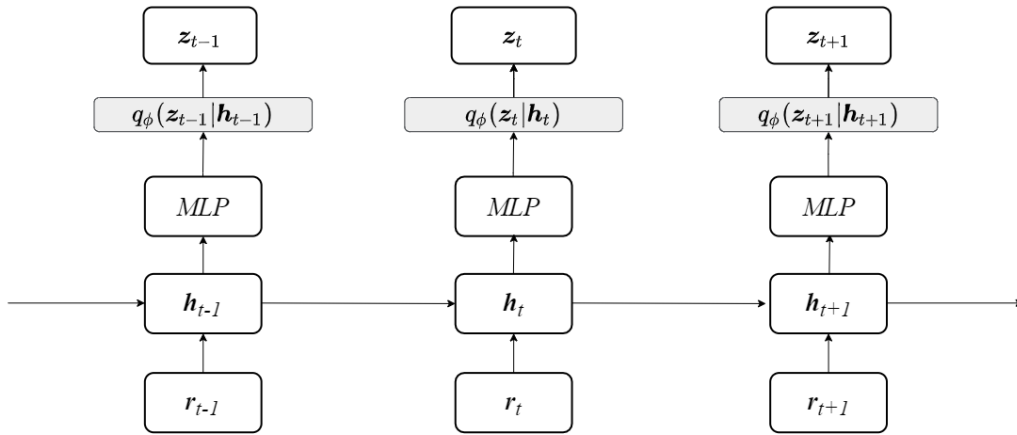 z_{t−1} z_t z_{t+1}
q_ϕ(z_{t−1}|h_{t−1}) q_ϕ(z_t|h_t) q_ϕ(z_{t+1}|h_{t+1})
MLP MLP MLP
h_{t-1} h_t h_{t+1}
r_{t-1} r_t r_{t+1}